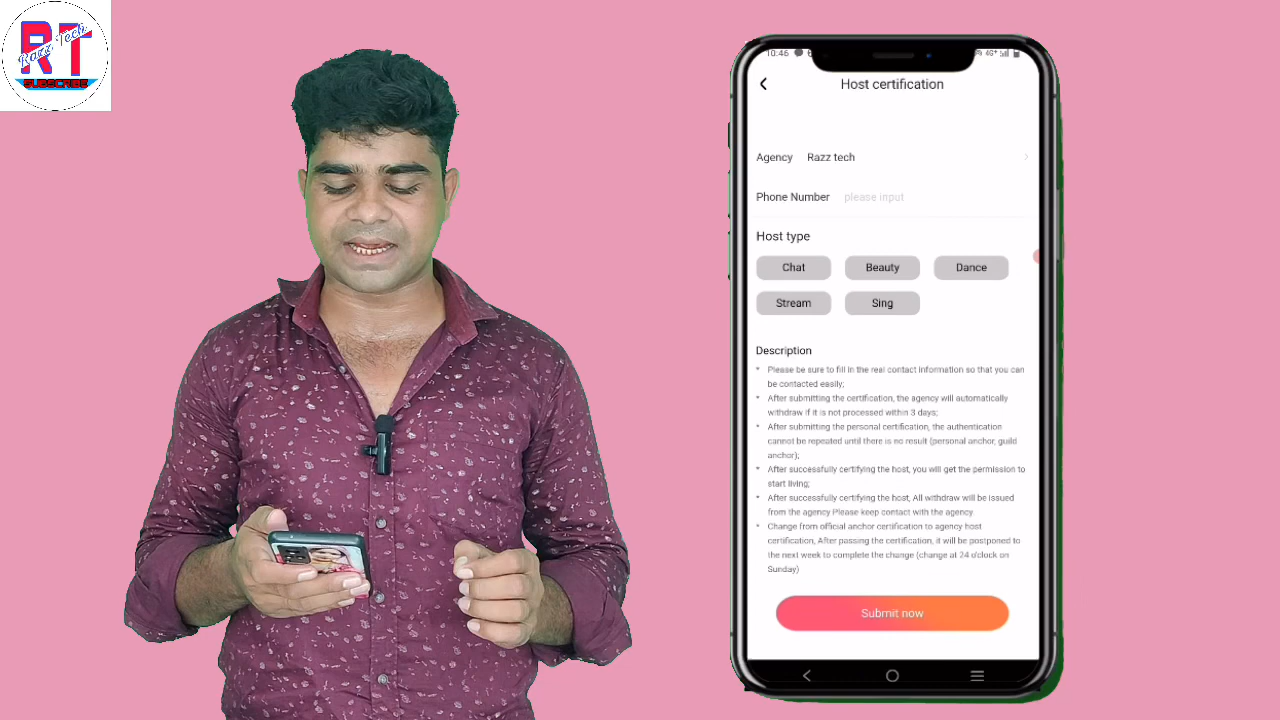 RT
Razz Tech
SUBSCRIBE
10:46
4G+
Host certification
Agency Razz tech
Phone Number please input
Host type
Chat Beauty Dance
Stream Sing
Description
* Please be sure to fill in the real contact information so that you can
be contacted easily;
* After submitting the certification, the agency will automatically
withdraw if it is not processed within 3 days;
* After submitting the personal certification, the authentication
cannot be repeated until there is no result (personal anchor, guild
anchor);
* After successfully certifying the host, you will get the permission to
start living;
* After successfully certifying the host, All withdraw will be issued
from the agency Please keep contact with the agency.
* Change from official anchor certification to agency host
certification, After passing the certification, it will be postponed to
the next week to complete the change (change at 24 o'clock on
Sunday)
Submit now